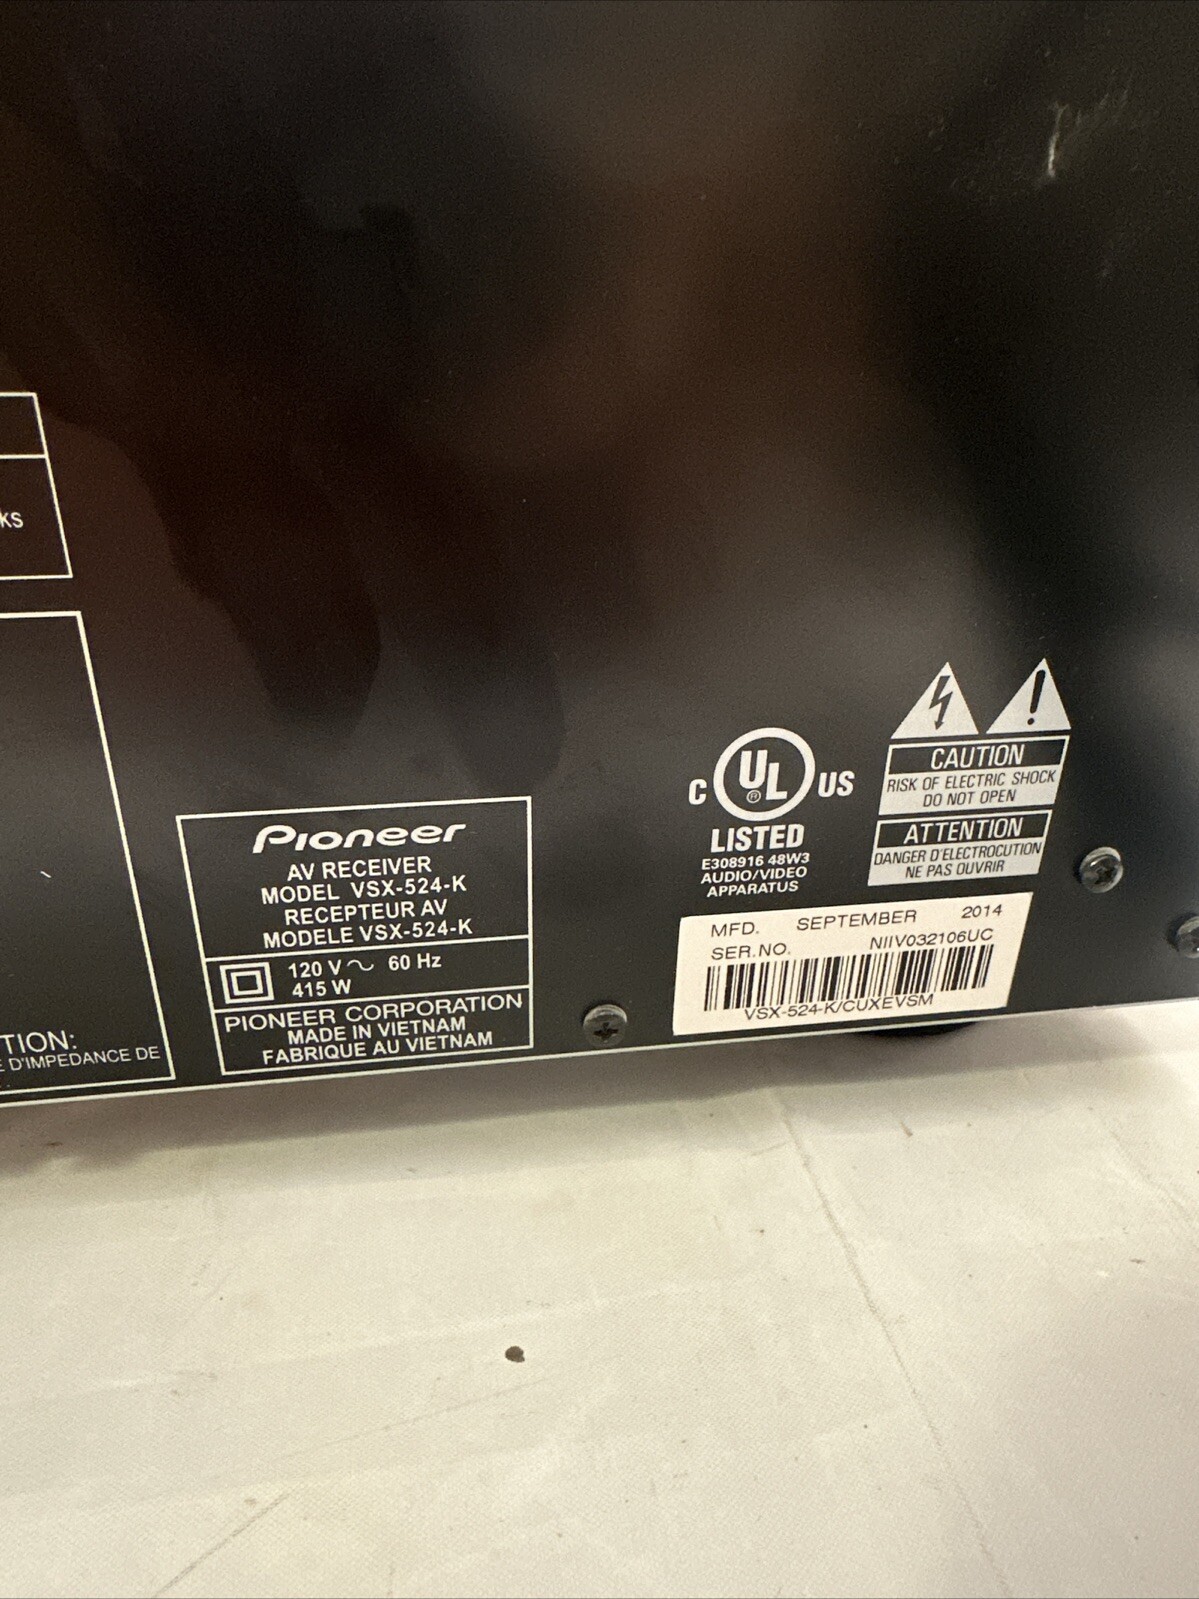 KS
TION:
D'IMPEDANCE DE
Pioneer
AV RECEIVER
MODEL VSX-524-K
RECEPTEUR AV
MODELE VSX-524-K
120 V ~ 60 Hz
415 W
PIONEER CORPORATION
MADE IN VIETNAM
FABRIQUE AU VIETNAM
C UL® US
LISTED
E308916 48W3
AUDIO/VIDEO
APPARATUS
CAUTION
RISK OF ELECTRIC SHOCK
DO NOT OPEN
ATTENTION
DANGER D'ELECTROCUTION
NE PAS OUVRIR
MFD. SEPTEMBER 2014
SER.NO. NIIV032106UC
VSX-524-K/CUXEVSM